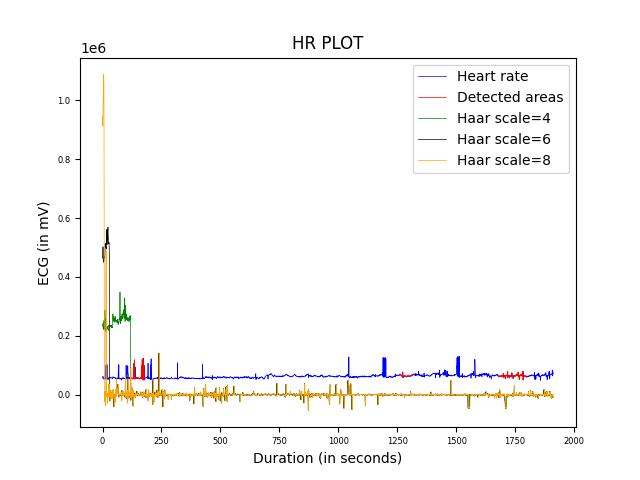 HR PLOT
1e6
Heart rate
Detected areas
Haar scale=4
Haar scale=6
Haar scale=8
1.0
0.8
0.6
0.4
0.2
0.0
ECG (in mV)
0 250 500 750 1000 1250 1500 1750 2000
Duration (in seconds)